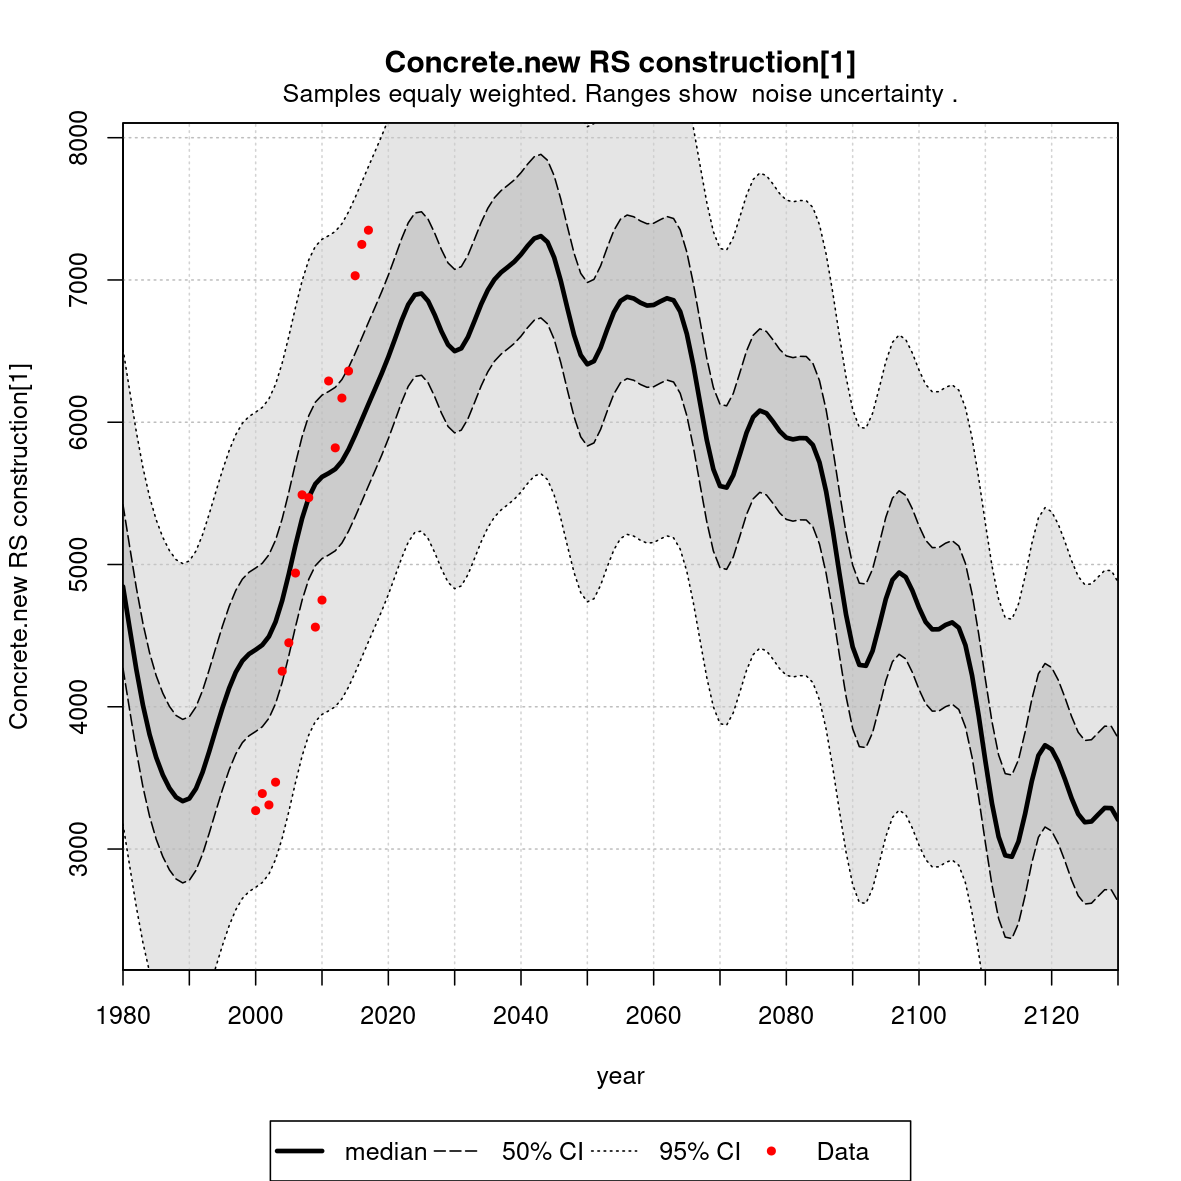 Concrete.new RS construction[1]
Samples equaly weighted. Ranges show  noise uncertainty .
Concrete.new RS construction[1]
8000
7000
6000
5000
4000
3000
1980 2000 2020 2040 2060 2080 2100 2120
year
median 50% CI 95% CI Data